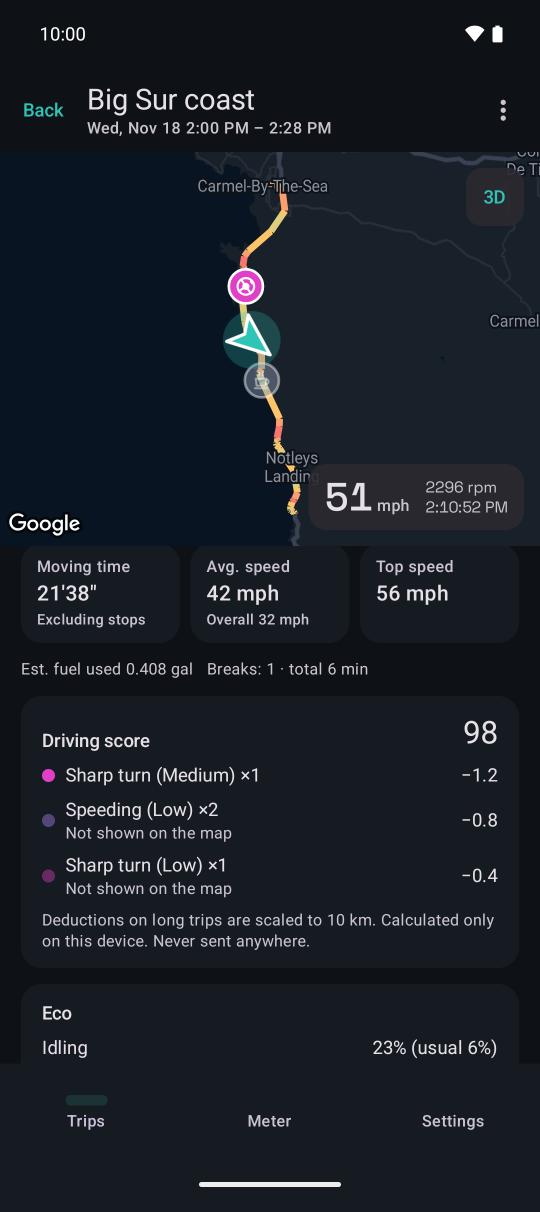 10:00
Back
Big Sur coast
Wed, Nov 18 2:00 PM – 2:28 PM
De Ti
Carmel-By-The-Sea
3D
Carmel
Notleys
Landing
51 mph
2296 rpm
2:10:52 PM
Google
Moving time
21'38"
Excluding stops
Avg. speed
42 mph
Overall 32 mph
Top speed
56 mph
Est. fuel used 0.408 gal Breaks: 1 · total 6 min
Driving score 98
Sharp turn (Medium) ×1 −1.2
Speeding (Low) ×2 −0.8
Not shown on the map
Sharp turn (Low) ×1 −0.4
Not shown on the map
Deductions on long trips are scaled to 10 km. Calculated only
on this device. Never sent anywhere.
Eco
Idling 23% (usual 6%)
Trips Meter Settings